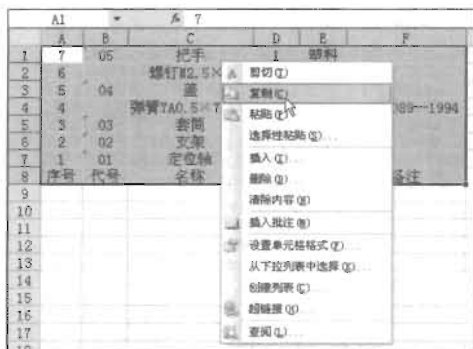 A1 fx 7
A B C D E F
1 7 05 把手 1 塑料
2 6 螺钉M2.5×
3 5 04 盖
4 4 弹簧TA0.5×7 089--1994
5 3 03 套筒
6 2 02 支架
7 1 01 定位轴
8 序号 代号 名称 备注
9
10
11
12
13
14
15
16
17
18
剪切(T)
复制(C)
粘贴(P)
选择性粘贴(S)...
插入(I)...
删除(D)...
清除内容(N)
插入批注(M)
设置单元格格式(F)...
从下拉列表中选择(K)...
创建列表(C)...
超链接(H)...
查阅(L)...